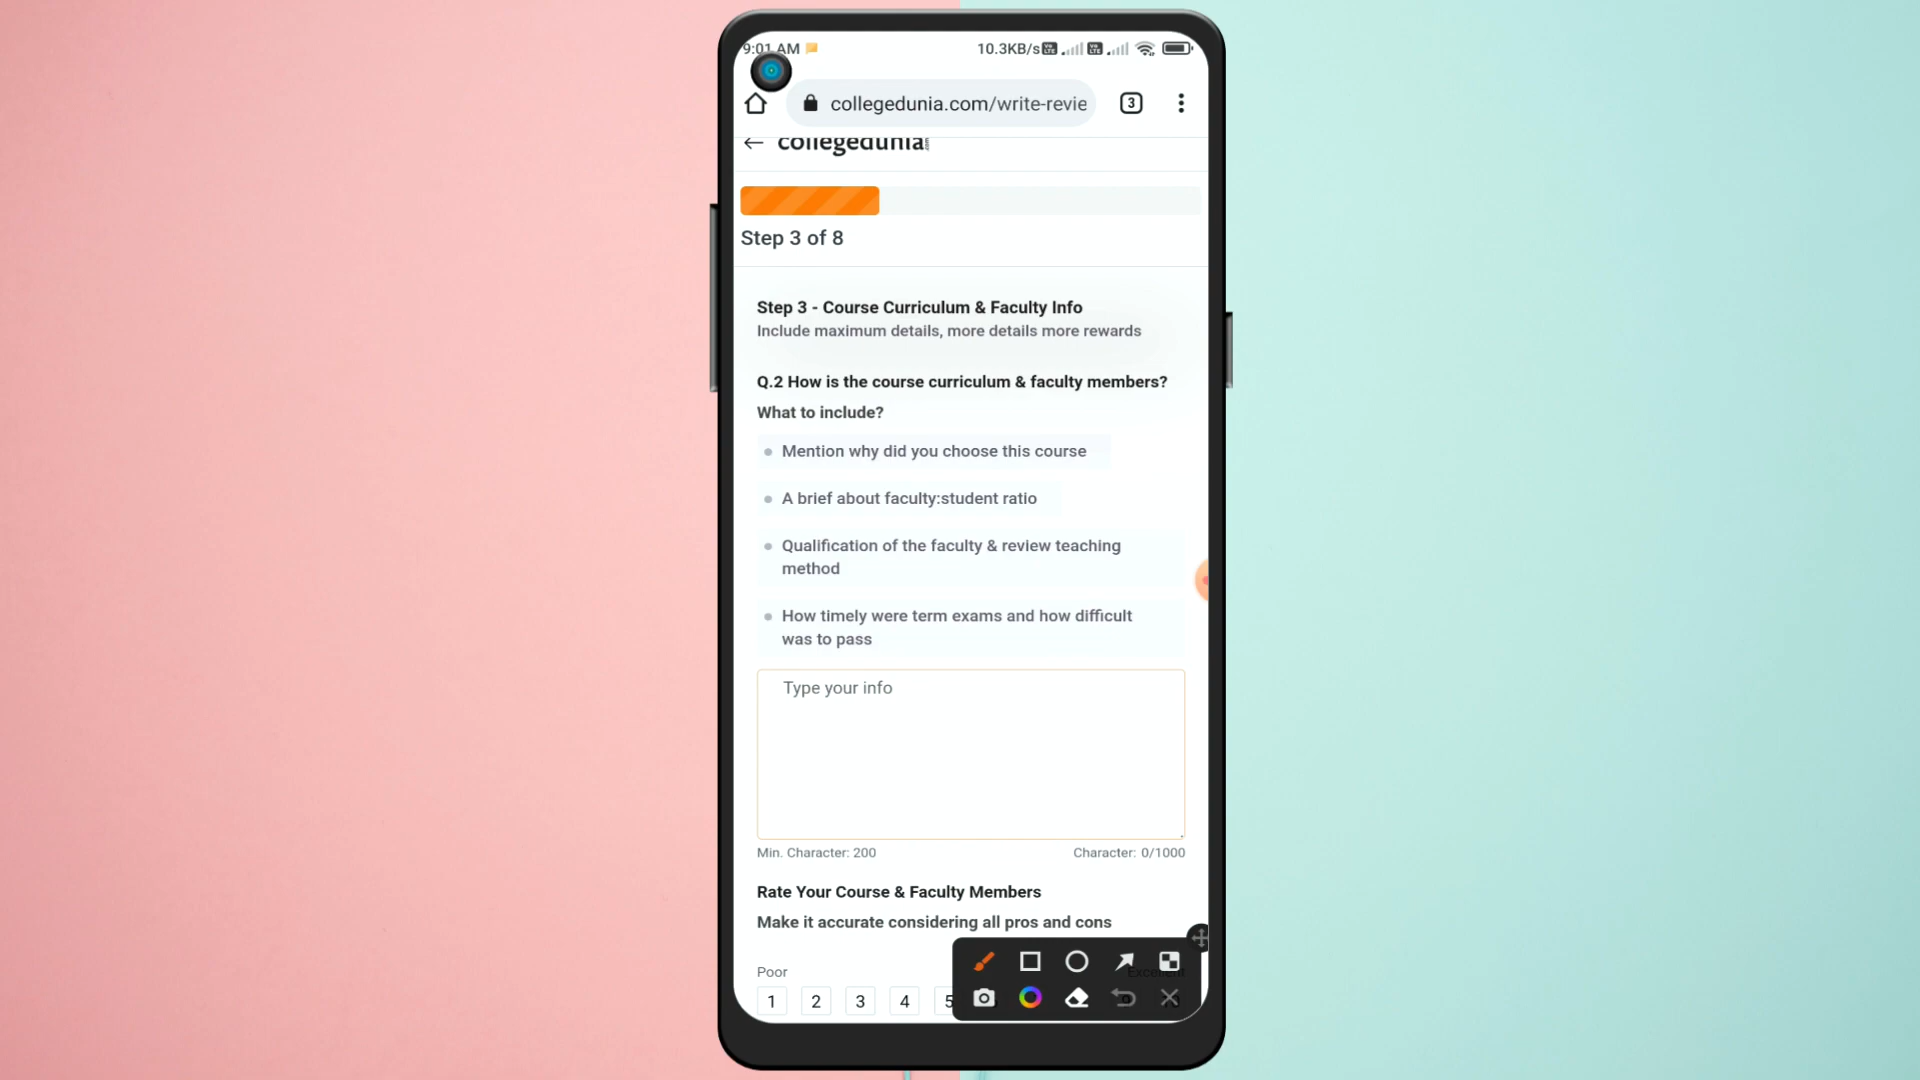 9:01 AM 10.3KB/s
collegedunia.com/write-revie 3
collegedunia
Step 3 of 8
Step 3 - Course Curriculum & Faculty Info
Include maximum details, more details more rewards
Q.2 How is the course curriculum & faculty members?
What to include?
Mention why did you choose this course
A brief about faculty:student ratio
Qualification of the faculty & review teaching
method
How timely were term exams and how difficult
was to pass
Type your info
Min. Character: 200 Character: 0/1000
Rate Your Course & Faculty Members
Make it accurate considering all pros and cons
Poor Excellent
1 2 3 4 5